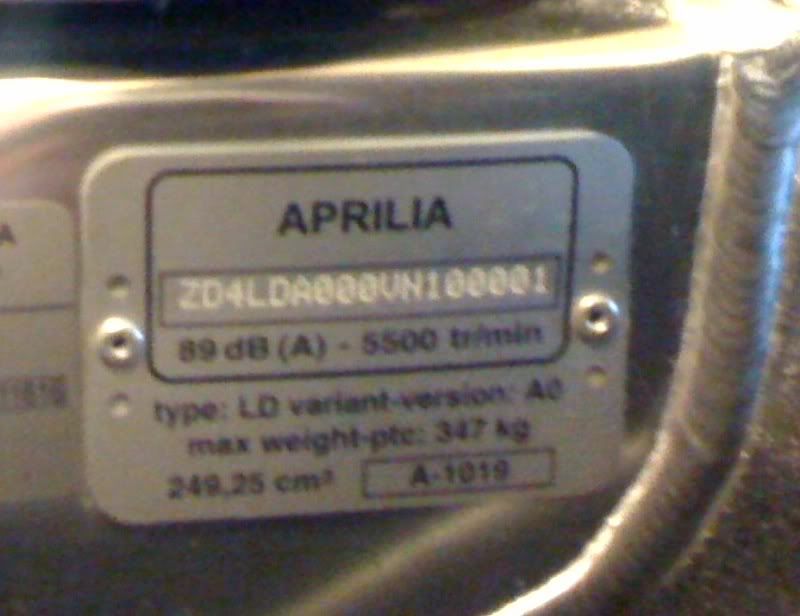 APRILIA
ZD4LDA000VN100001
89 dB (A) - 5500 tr/min
type: LD variant-version: A0
max weight-ptc: 347 kg
249,25 cm³
A-1019
A